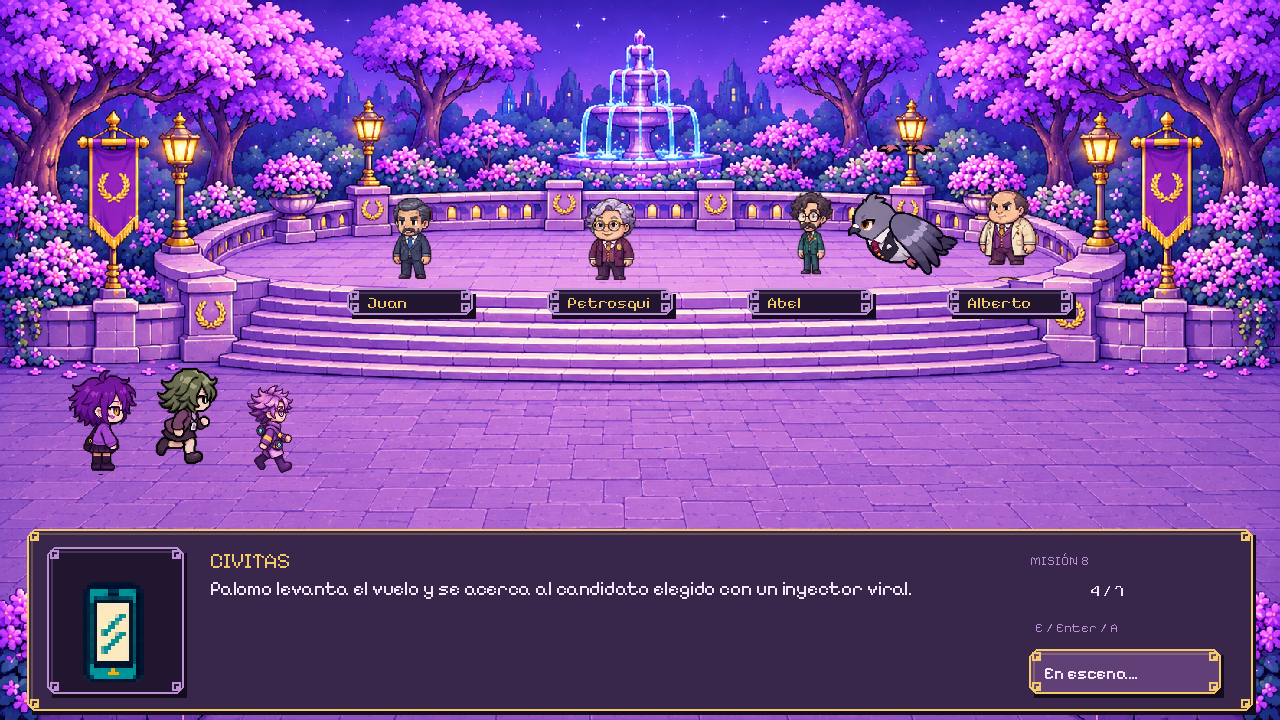 Juan
Petrosqui
Abel
Alberto
CIVITAS
Palomo levanta el vuelo y se acerca al candidato elegido con un inyector viral.
MISIÓN 8
4 / 7
E / Enter / A
En escena...